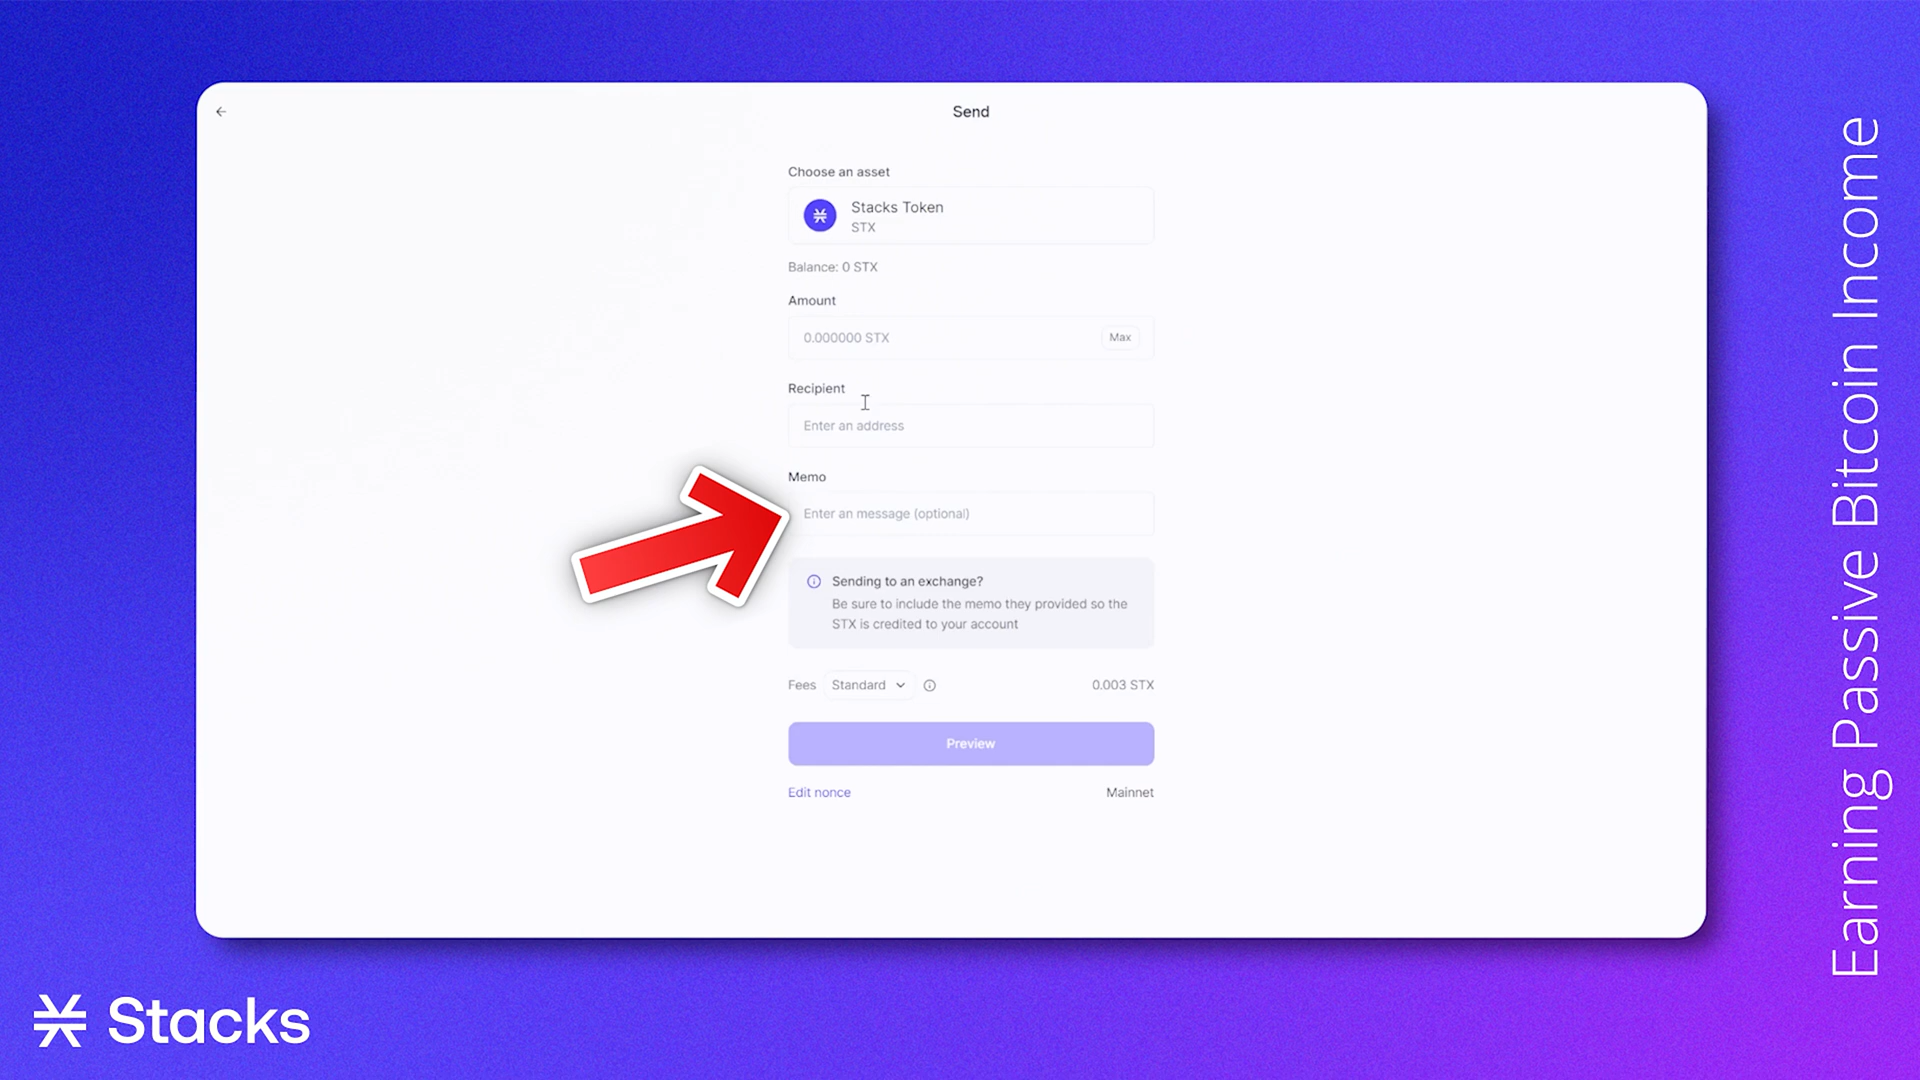 Send
Choose an asset
Stacks Token
STX
Balance: 0 STX
Amount
0.000000 STX
Max
Recipient
Enter an address
Memo
Enter an message (optional)
Sending to an exchange?
Be sure to include the memo they provided so the
STX is credited to your account
Fees Standard 0.003 STX
Preview
Edit nonce Mainnet
Earning Passive Bitcoin Income
Stacks